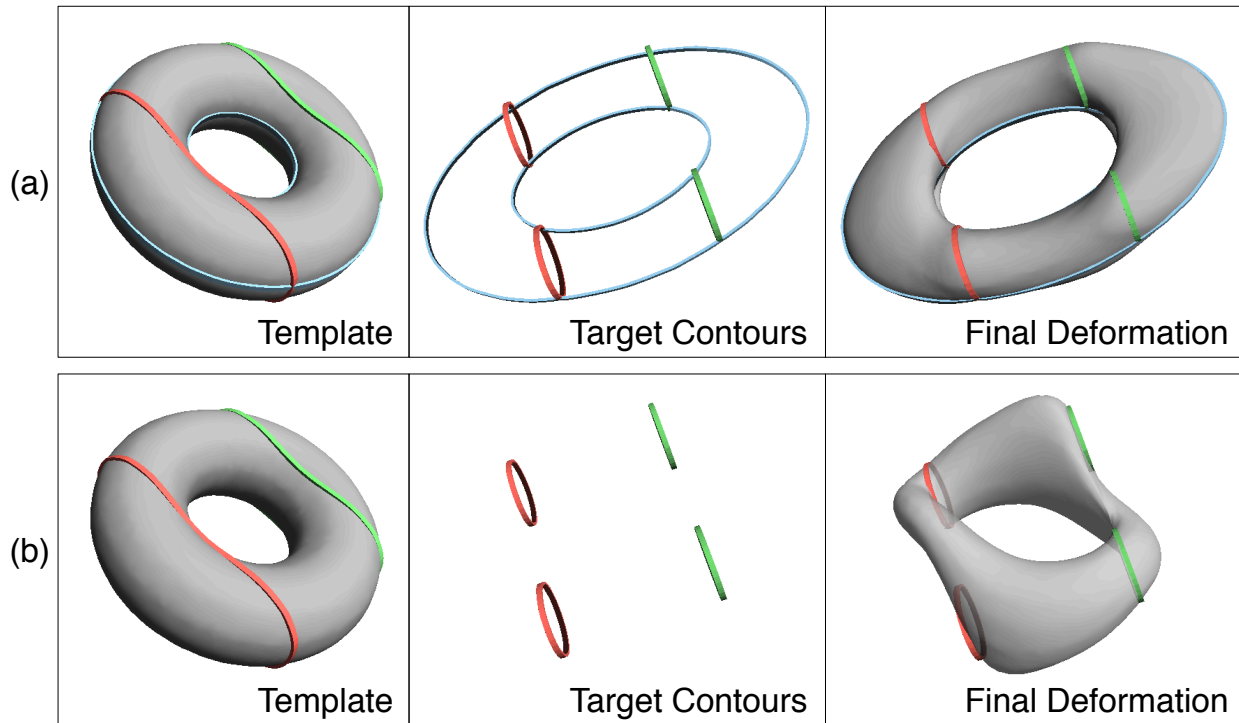 (a)
Template
Target Contours
Final Deformation
(b)
Template
Target Contours
Final Deformation